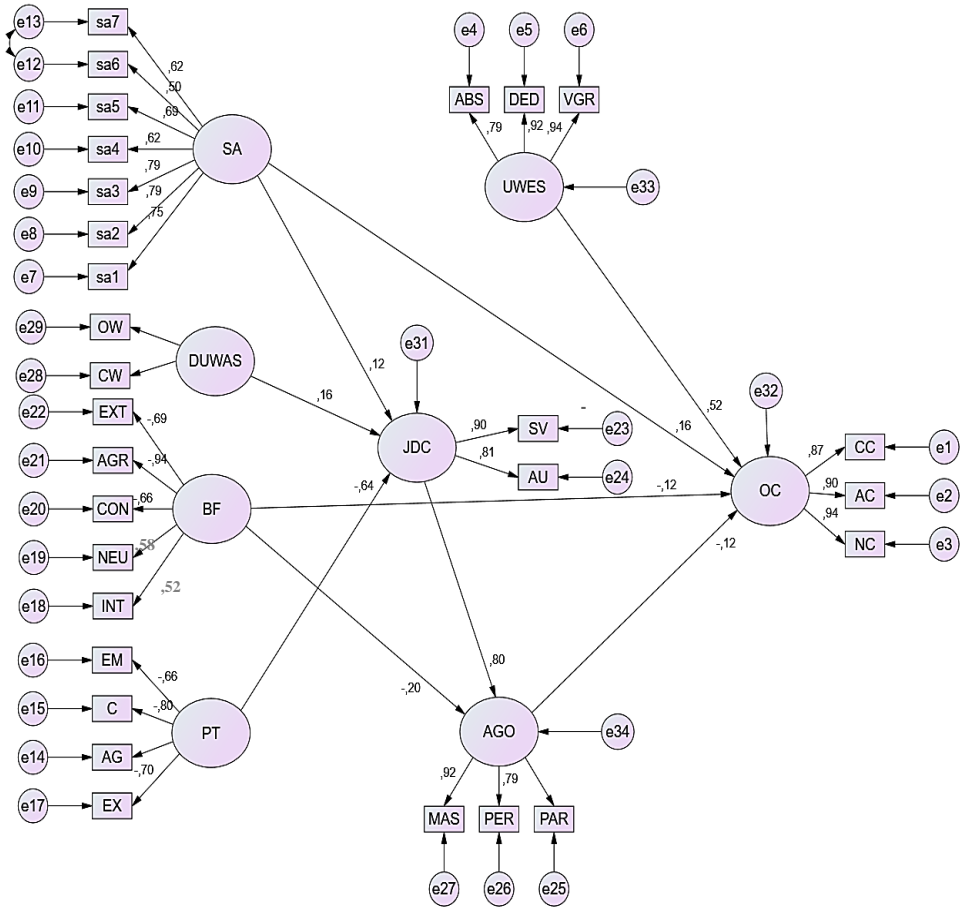 e13 sa7
e12 sa6
e11 sa5
e10 sa4
e9 sa3
e8 sa2
e7 sa1
,62
,50
,69
,62
,79
,79
,75
SA
e4 e5 e6
ABS DED VGR
,79 ,92 ,94
UWES e33
e29 OW
e28 CW
DUWAS
,16
,12
e31
JDC
,90 SV - e23
,81 AU e24
-,64
e22 EXT
e21 AGR
e20 CON
e19 NEU
e18 INT
-,69
-,94
-,66
,58
,52
BF
-,12
-,20
,52
,16
e32
OC
-,12
,87 CC e1
,90 AC e2
,94 NC e3
e16 EM
e15 C
e14 AG
e17 EX
-,66
-,80
-,70
PT
,80
AGO e34
,92 ,79
MAS PER PAR
e27 e26 e25